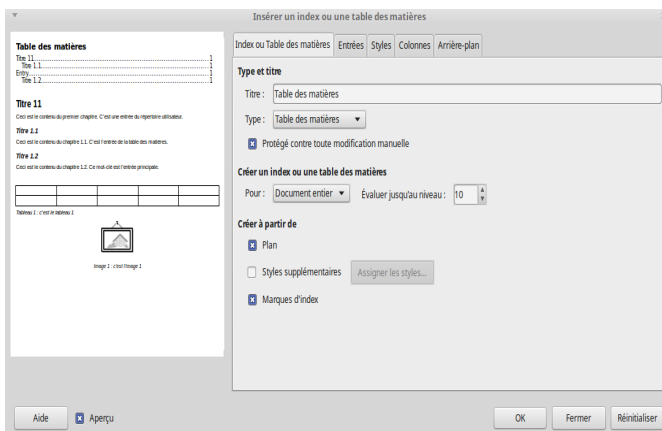 Insérer un index ou une table des matières
Table des matières
Titre 11 1
Titre 1.1 1
Entry 1
Titre 1.2 1
Titre 11
Ceci est le contenu du premier chapitre. C'est une entrée du répertoire utilisateur.
Titre 1.1
Ceci est le contenu du chapitre 1.1. C'est l'entrée de la table des matières.
Titre 1.2
Ceci est le contenu du chapitre 1.2. Ce mot-clé est l'entrée principale.
Tableau 1 : c'est le tableau 1
Image 1 : c'est l'image 1
Index ou Table des matières Entrées Styles Colonnes Arrière-plan
Type et titre
Titre : Table des matières
Type : Table des matières
Protégé contre toute modification manuelle
Créer un index ou une table des matières
Pour : Document entier Évaluer jusqu'au niveau : 10
Créer à partir de
Plan
Styles supplémentaires Assigner les styles...
Marques d'index
Aide Aperçu OK Fermer Réinitialiser